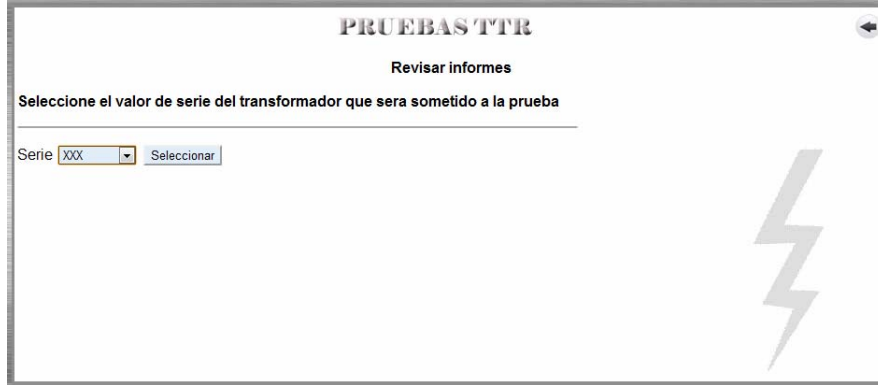 PRUEBAS TTR
Revisar informes
Seleccione el valor de serie del transformador que sera sometido a la prueba
Serie XXX Seleccionar